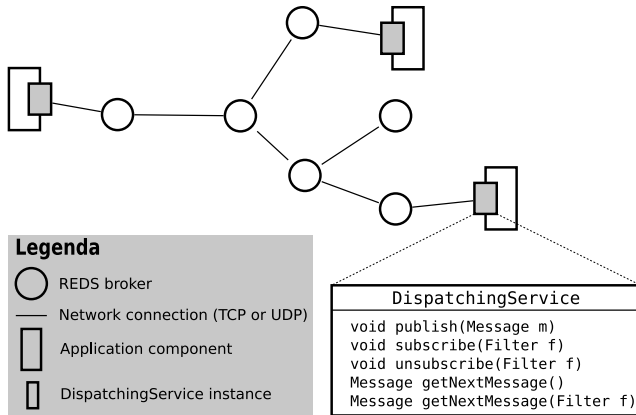 Legenda
REDS broker
Network connection (TCP or UDP)
Application component
DispatchingService instance
DispatchingService
void publish(Message m)
void subscribe(Filter f)
void unsubscribe(Filter f)
Message getNextMessage()
Message getNextMessage(Filter f)